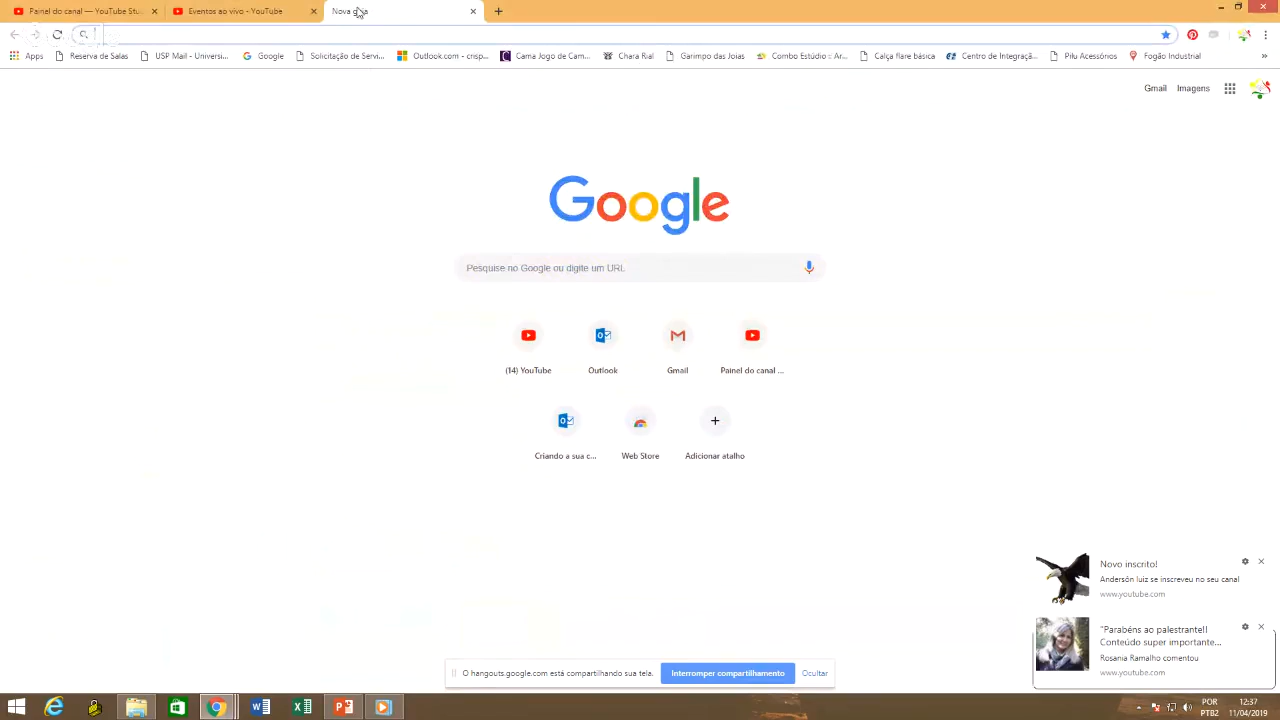 Painel do canal — YouTube Stu
Eventos ao vivo - YouTube
Nova guia
Apps
Reserva de Salas
USP Mail - Universi...
Google
Solicitação de Servi...
Outlook.com - crisp...
Cama Jogo de Cam...
Chara Rial
Garimpo das Joias
Combo Estúdio :: Ar...
Calça flare básica
Centro de Integraçã...
Pilu Acessórios
Fogão Industrial
»
Gmail
Imagens
Google
Pesquise no Google ou digite um URL
(14) YouTube
Outlook
Gmail
Painel do canal ...
Criando a sua c...
Web Store
Adicionar atalho
Novo inscrito!
Andersön luiz se inscreveu no seu canal
www.youtube.com
"Parabéns ao palestrante!!
Conteúdo super importante...
Rosania Ramalho comentou
www.youtube.com
O hangouts.google.com está compartilhando sua tela.
Interromper compartilhamento
Ocultar
POR
PTB2
12:37
11/04/2019